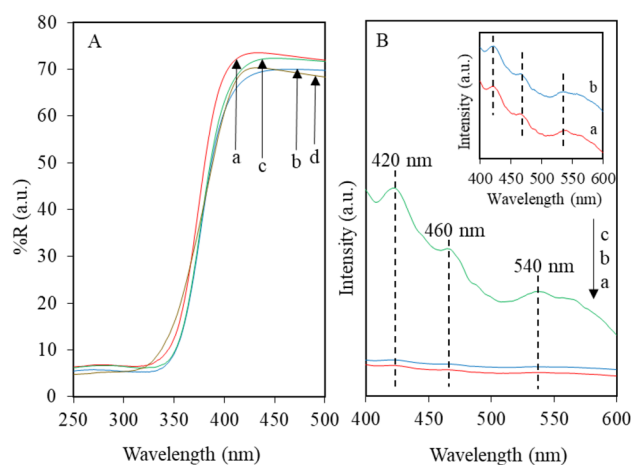 A
%R (a.u.)
80
70
60
50
40
30
20
10
0
250 300 350 400 450 500
Wavelength (nm)
a c b d
B
Intensity (a.u.)
420 nm
460 nm
540 nm
c
b
a
400 450 500 550 600
Wavelength (nm)
Intensity (a.u.)
b
a
400 450 500 550 600
Wavelength (nm)